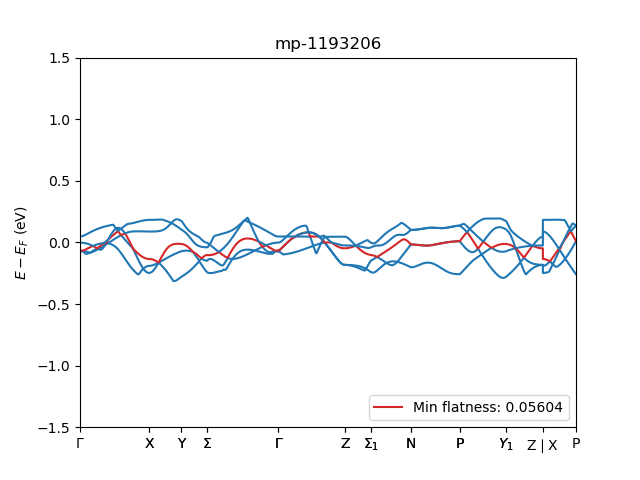 mp-1193206
E − E_F (eV)
1.5
1.0
0.5
0.0
−0.5
−1.0
−1.5
Min flatness: 0.05604
Γ X Y Σ Γ Z Σ₁ N P Y₁ Z | X P